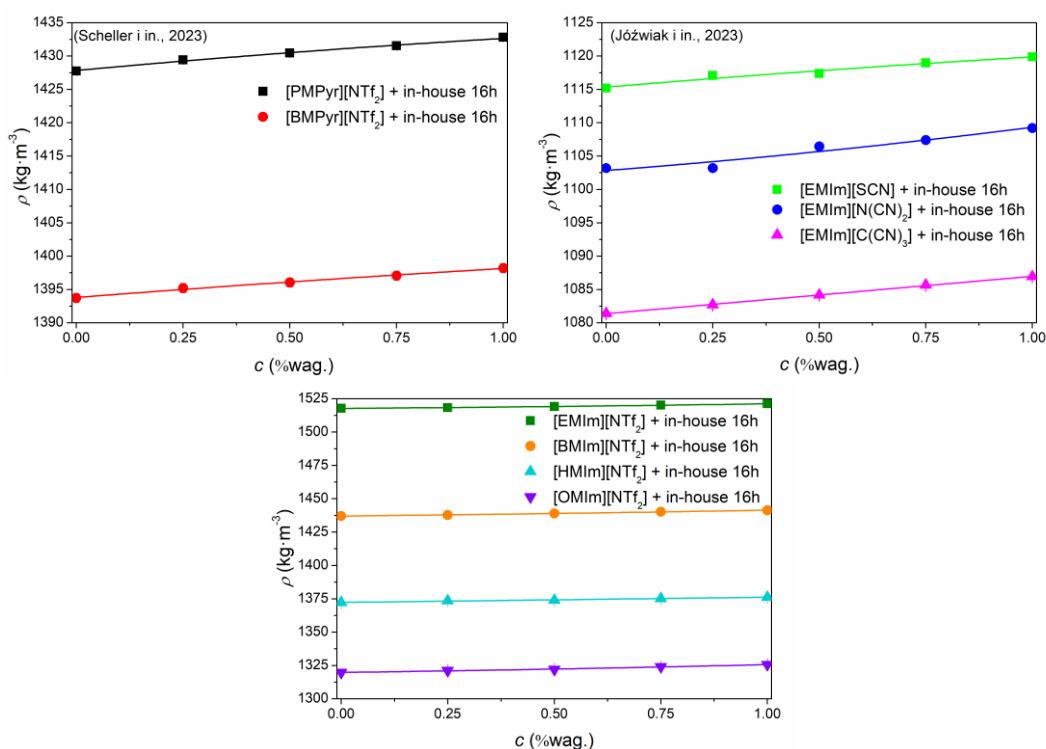 (Scheller i in., 2023)
1435
1430
1425
1420
1415
1410
1405
1400
1395
1390
ρ (kg·m⁻³)
[PMPyr][NTf₂] + in-house 16h
[BMPyr][NTf₂] + in-house 16h
0.00 0.25 0.50 0.75 1.00
c (%wag.)
(Jóźwiak i in., 2023)
1125
1120
1115
1110
1105
1100
1095
1090
1085
1080
ρ (kg·m⁻³)
[EMIm][SCN] + in-house 16h
[EMIm][N(CN)₂] + in-house 16h
[EMIm][C(CN)₃] + in-house 16h
0.00 0.25 0.50 0.75 1.00
c (%wag.)
1525
1500
1475
1450
1425
1400
1375
1350
1325
1300
ρ (kg·m⁻³)
[EMIm][NTf₂] + in-house 16h
[BMIm][NTf₂] + in-house 16h
[HMIm][NTf₂] + in-house 16h
[OMIm][NTf₂] + in-house 16h
0.00 0.25 0.50 0.75 1.00
c (%wag.)